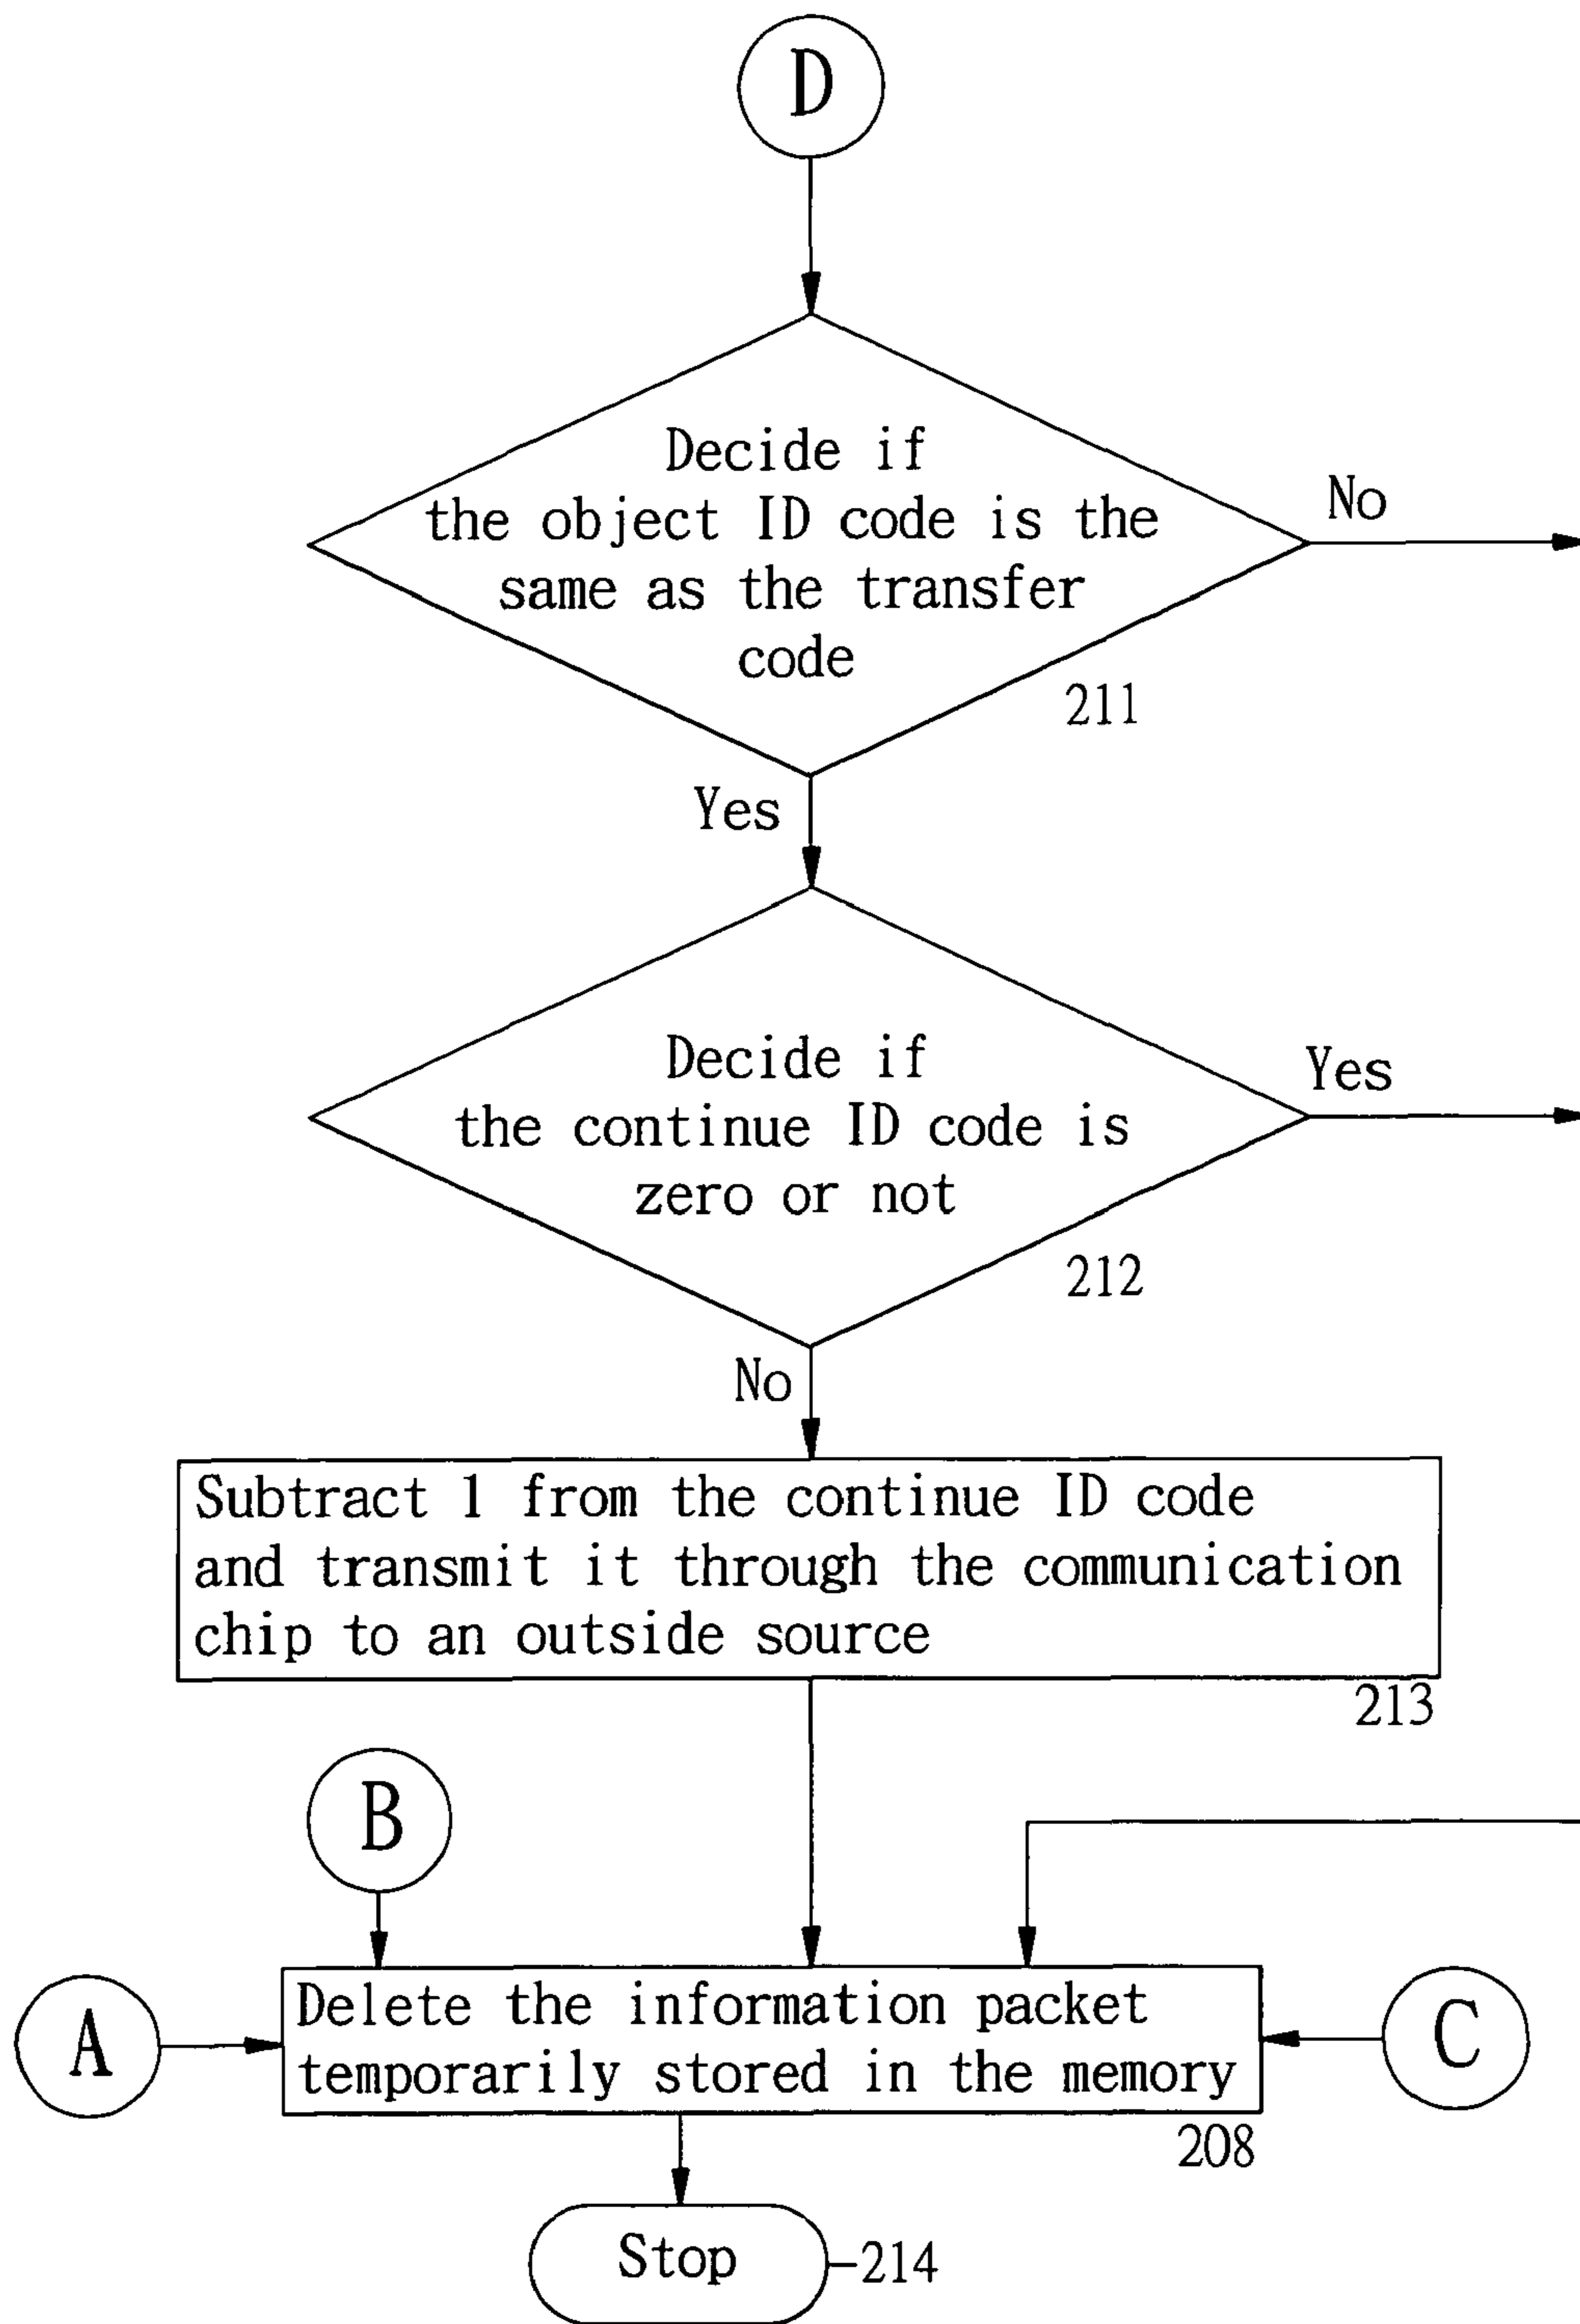 D
Decide if
the object ID code is the
same as the transfer
code
No
211
Yes
Decide if
the continue ID code is
zero or not
Yes
212
No
Subtract 1 from the continue ID code
and transmit it through the communication
chip to an outside source
213
B
A
Delete the information packet
temporarily stored in the memory
C
208
Stop
214